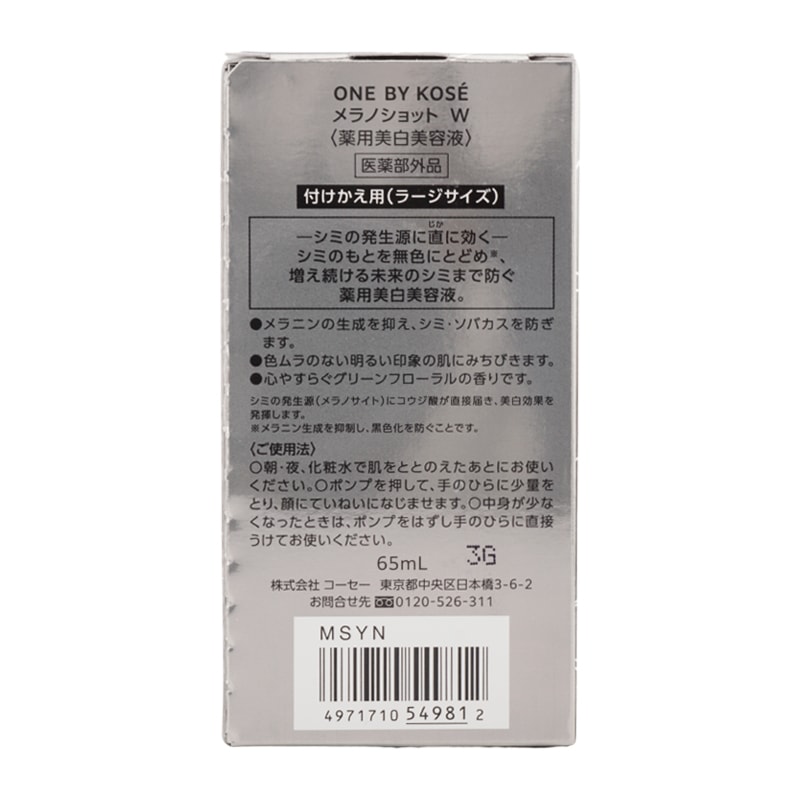 ONE BY KOSÉ
メラノショット W
〈薬用美白美容液〉
医薬部外品
付けかえ用(ラージサイズ)
じか
―シミの発生源に直に効く―
シミのもとを無色にとどめ※、
増え続ける未来のシミまで防ぐ
薬用美白美容液。
●メラニンの生成を抑え、シミ・ソバカスを防ぎ
ます。
●色ムラのない明るい印象の肌にみちびきます。
●心やすらぐグリーンフローラルの香りです。
シミの発生源(メラノサイト)にコウジ酸が直接届き、美白効果を
発揮します。
※メラニン生成を抑制し、黒色化を防ぐことです。
〈ご使用法〉
○朝・夜、化粧水で肌をととのえたあとにお使い
ください。○ポンプを押して、手のひらに少量を
とり、顔にていねいになじませます。○中身が少な
くなったときは、ポンプをはずし手のひらに直接
うけてお使いください。
65mL 3G
株式会社 コーセー 東京都中央区日本橋3-6-2
お問合せ先 0120-526-311
MSYN
4971710 54981 2